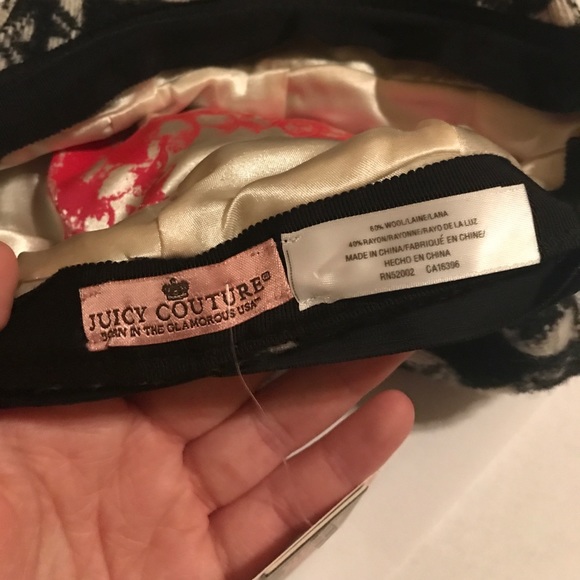 JUICY COUTURE
BORN IN THE GLAMOROUS USA™
60% WOOL/LAINE/LANA
40% RAYON/RAYONNE/RAYO DE LA LUZ
MADE IN CHINA/FABRIQUÉ EN CHINE/
HECHO EN CHINA
RN52002 CA16396